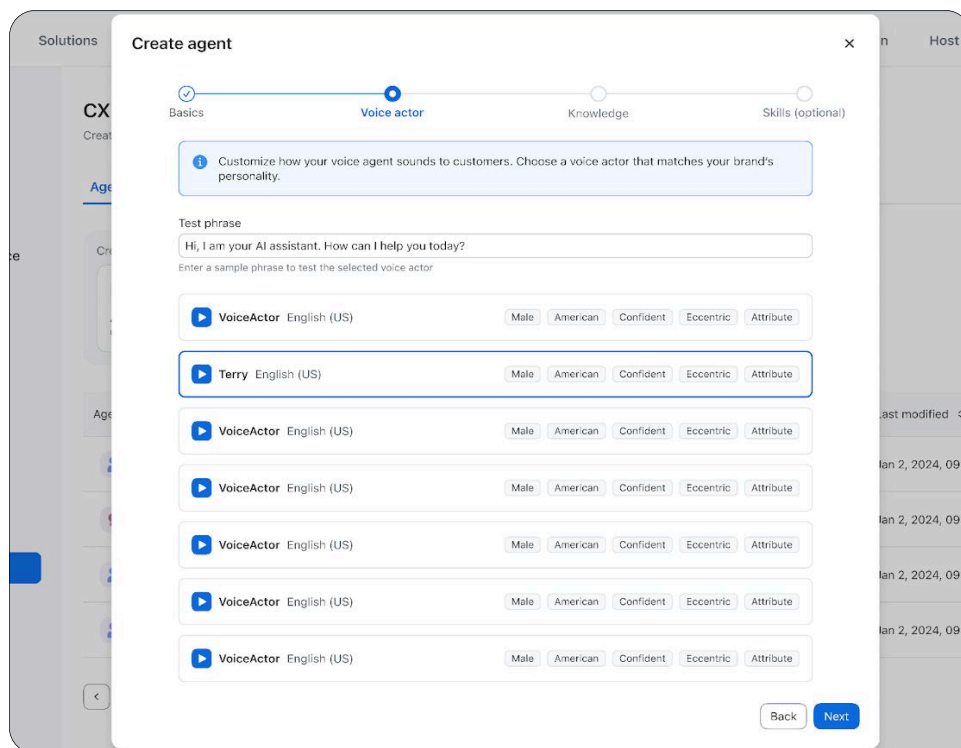 Solutions
Host
Create agent
CX
Basics
Voice actor
Knowledge
Skills (optional)
Customize how your voice agent sounds to customers. Choose a voice actor that matches your brand's
personality.
Test phrase
Hi, I am your AI assistant. How can I help you today?
Enter a sample phrase to test the selected voice actor
VoiceActor English (US) Male American Confident Eccentric Attribute
Terry English (US) Male American Confident Eccentric Attribute
VoiceActor English (US) Male American Confident Eccentric Attribute
VoiceActor English (US) Male American Confident Eccentric Attribute
VoiceActor English (US) Male American Confident Eccentric Attribute
VoiceActor English (US) Male American Confident Eccentric Attribute
VoiceActor English (US) Male American Confident Eccentric Attribute
modified
Jan 2, 2024, 09
Jan 2, 2024, 09
Jan 2, 2024, 09
Jan 2, 2024, 09
Back Next